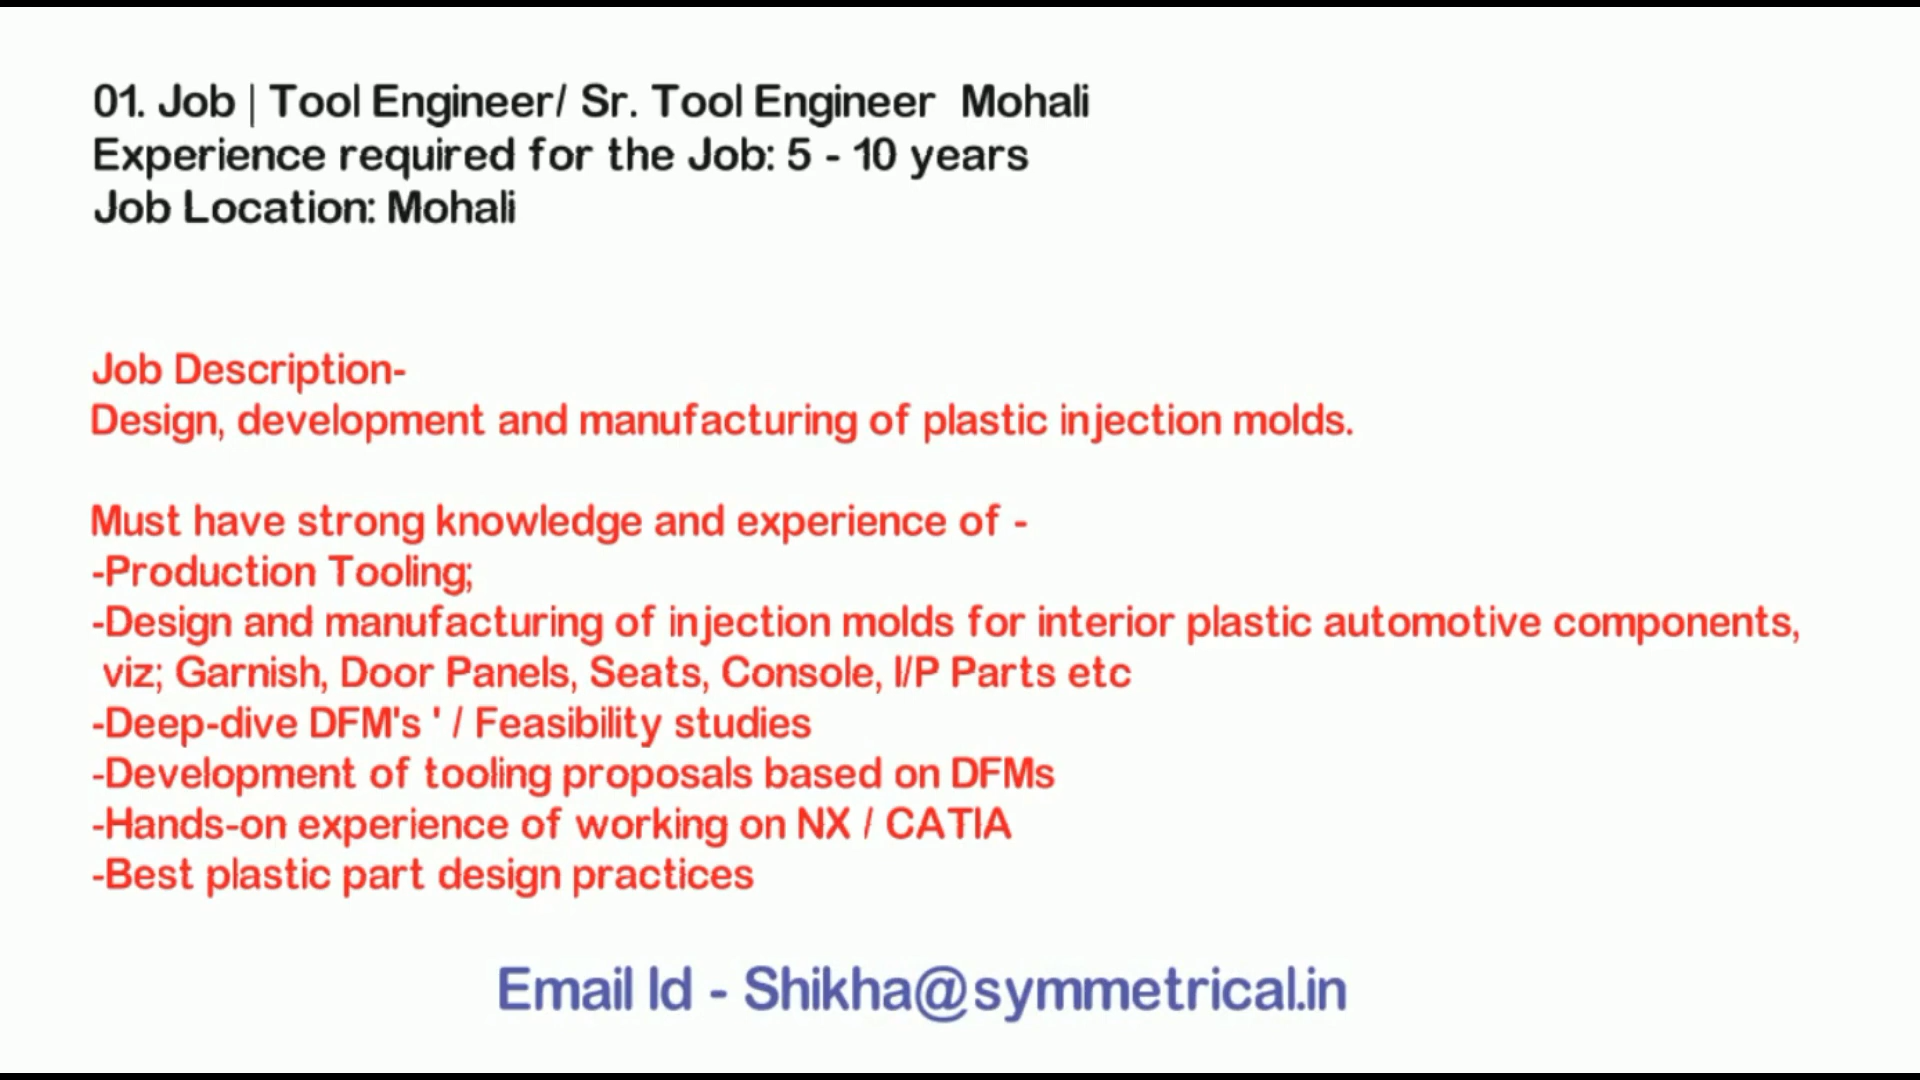 01. Job | Tool Engineer/ Sr. Tool Engineer  Mohali
Experience required for the Job: 5 - 10 years
Job Location: Mohali
Job Description-
Design, development and manufacturing of plastic injection molds.
Must have strong knowledge and experience of -
-Production Tooling;
-Design and manufacturing of injection molds for interior plastic automotive components,
viz; Garnish, Door Panels, Seats, Console, I/P Parts etc
-Deep-dive DFM's ' / Feasibility studies
-Development of tooling proposals based on DFMs
-Hands-on experience of working on NX / CATIA
-Best plastic part design practices
Email Id - Shikha@symmetrical.in